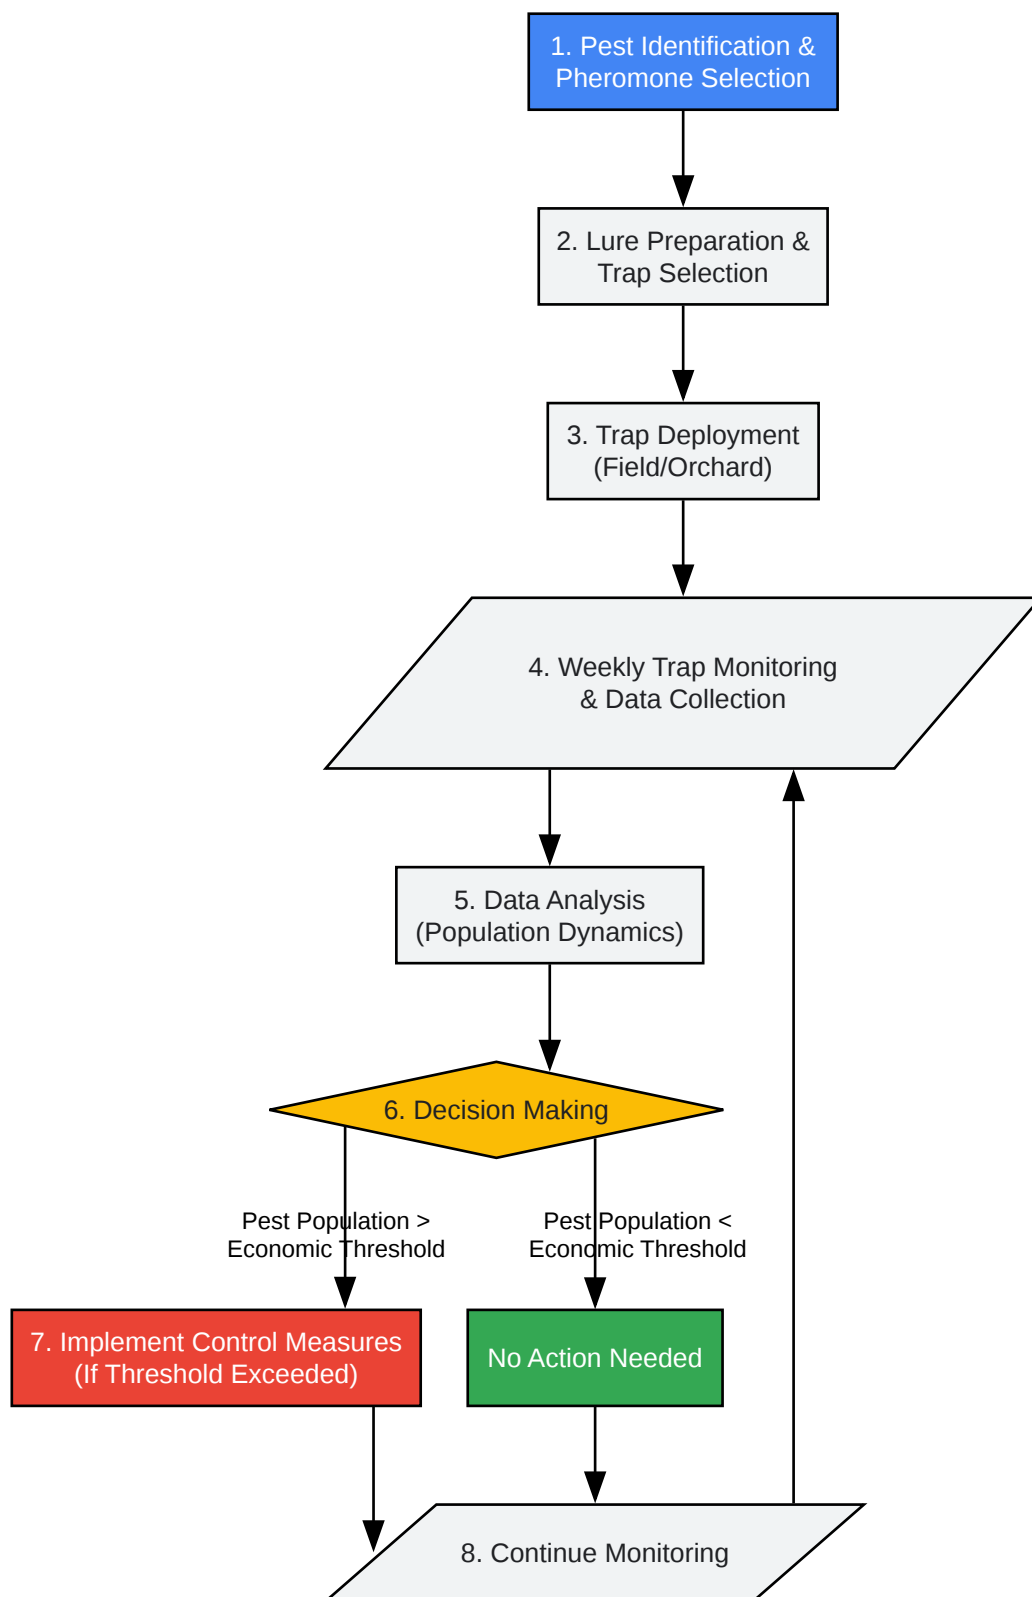 1. Pest Identification &
Pheromone Selection
2. Lure Preparation &
Trap Selection
3. Trap Deployment
(Field/Orchard)
4. Weekly Trap Monitoring
& Data Collection
5. Data Analysis
(Population Dynamics)
6. Decision Making
Pest Population >
Economic Threshold
Pest Population <
Economic Threshold
7. Implement Control Measures
(If Threshold Exceeded)
No Action Needed
8. Continue Monitoring